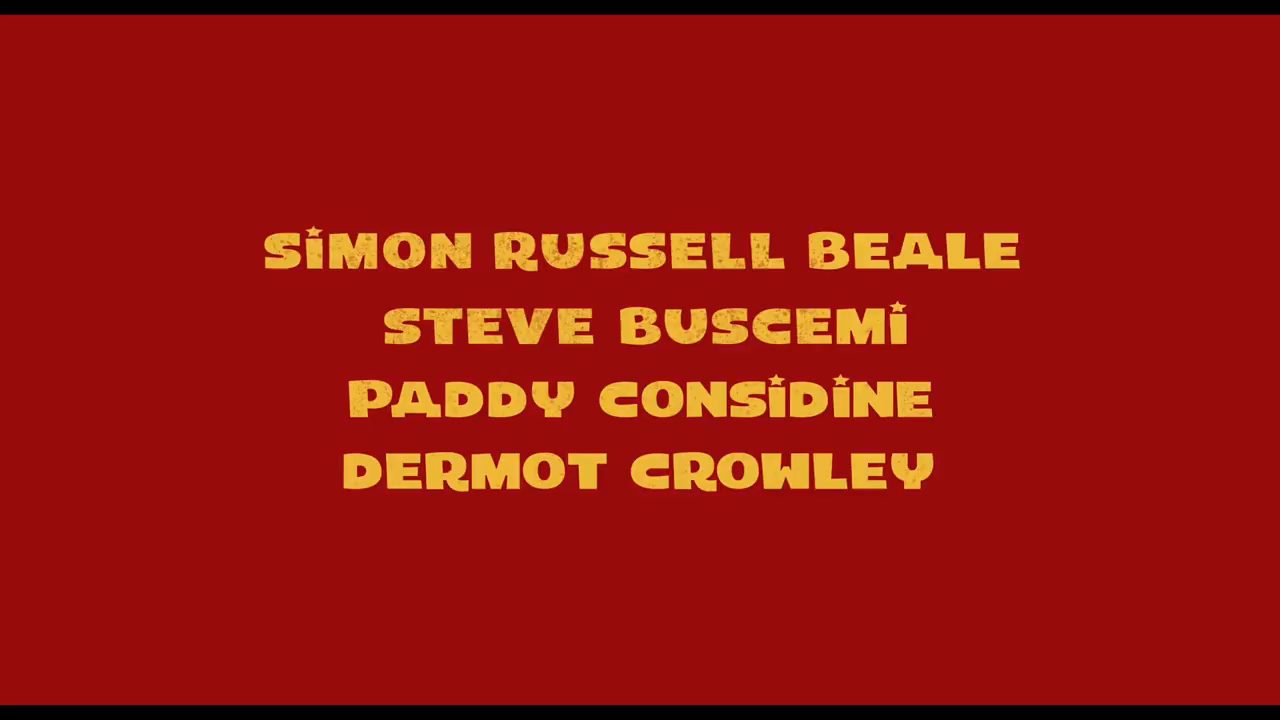 SIMON RUSSELL BEALE
STEVE BUSCEMI
PADDY CONSIDINE
DERMOT CROWLEY